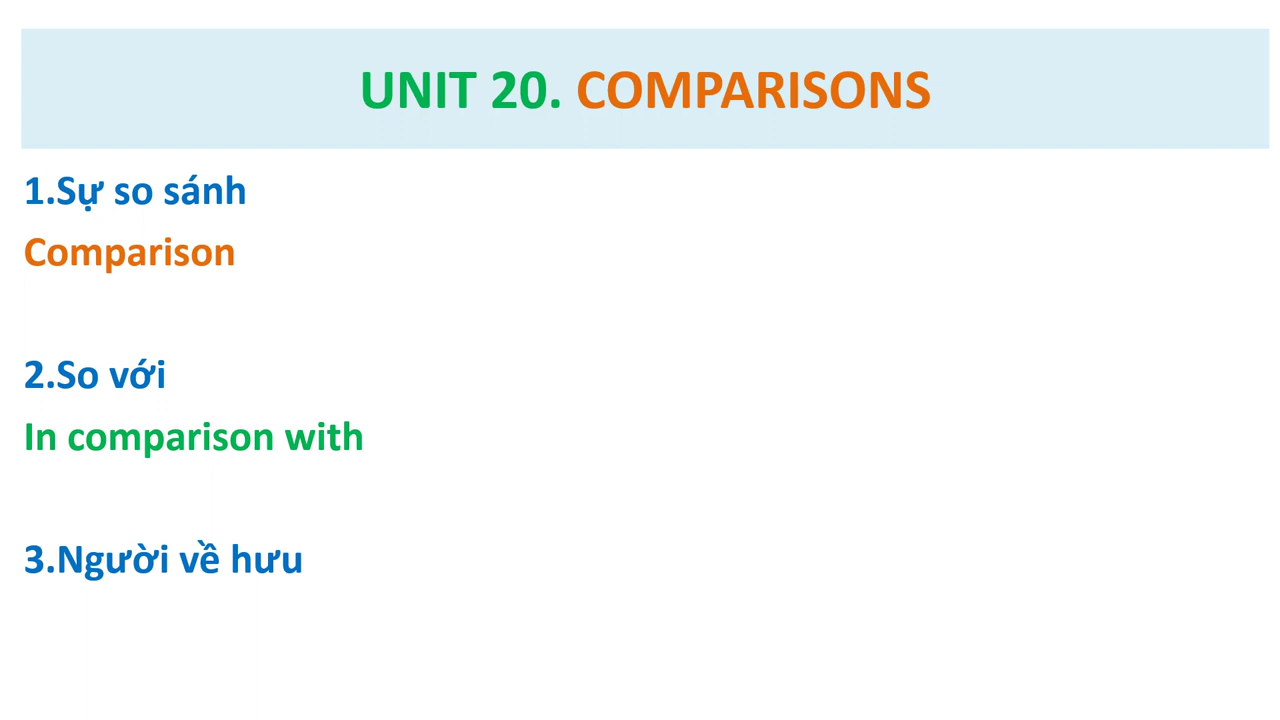 UNIT 20. COMPARISONS
1.Sự so sánh
Comparison
2.So với
In comparison with
3.Người về hưu